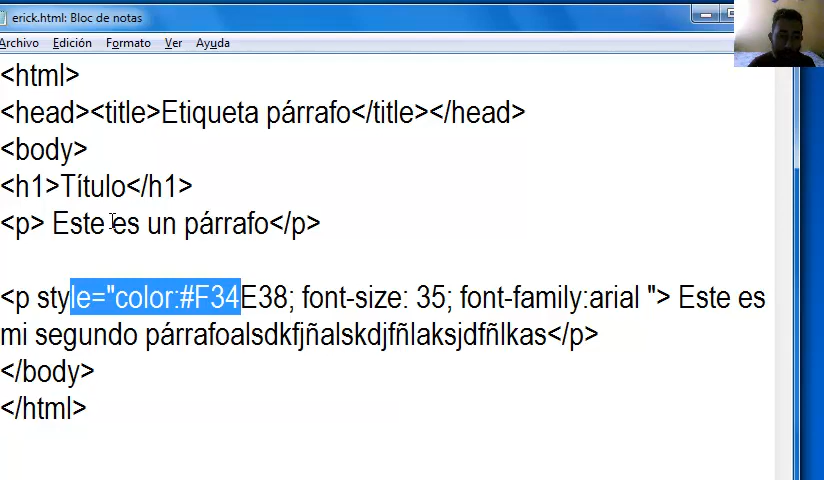 erick.html: Bloc de notas
Archivo Edición Formato Ver Ayuda
<html>
<head><title>Etiqueta párrafo</title></head>
<body>
<h1>Título</h1>
<p> Este es un párrafo</p>
<p style="color:#F34E38; font-size: 35; font-family:arial "> Este es
mi segundo párrafoalsdkfjñalskdjfñlaksjdfñlkas</p>
</body>
</html>